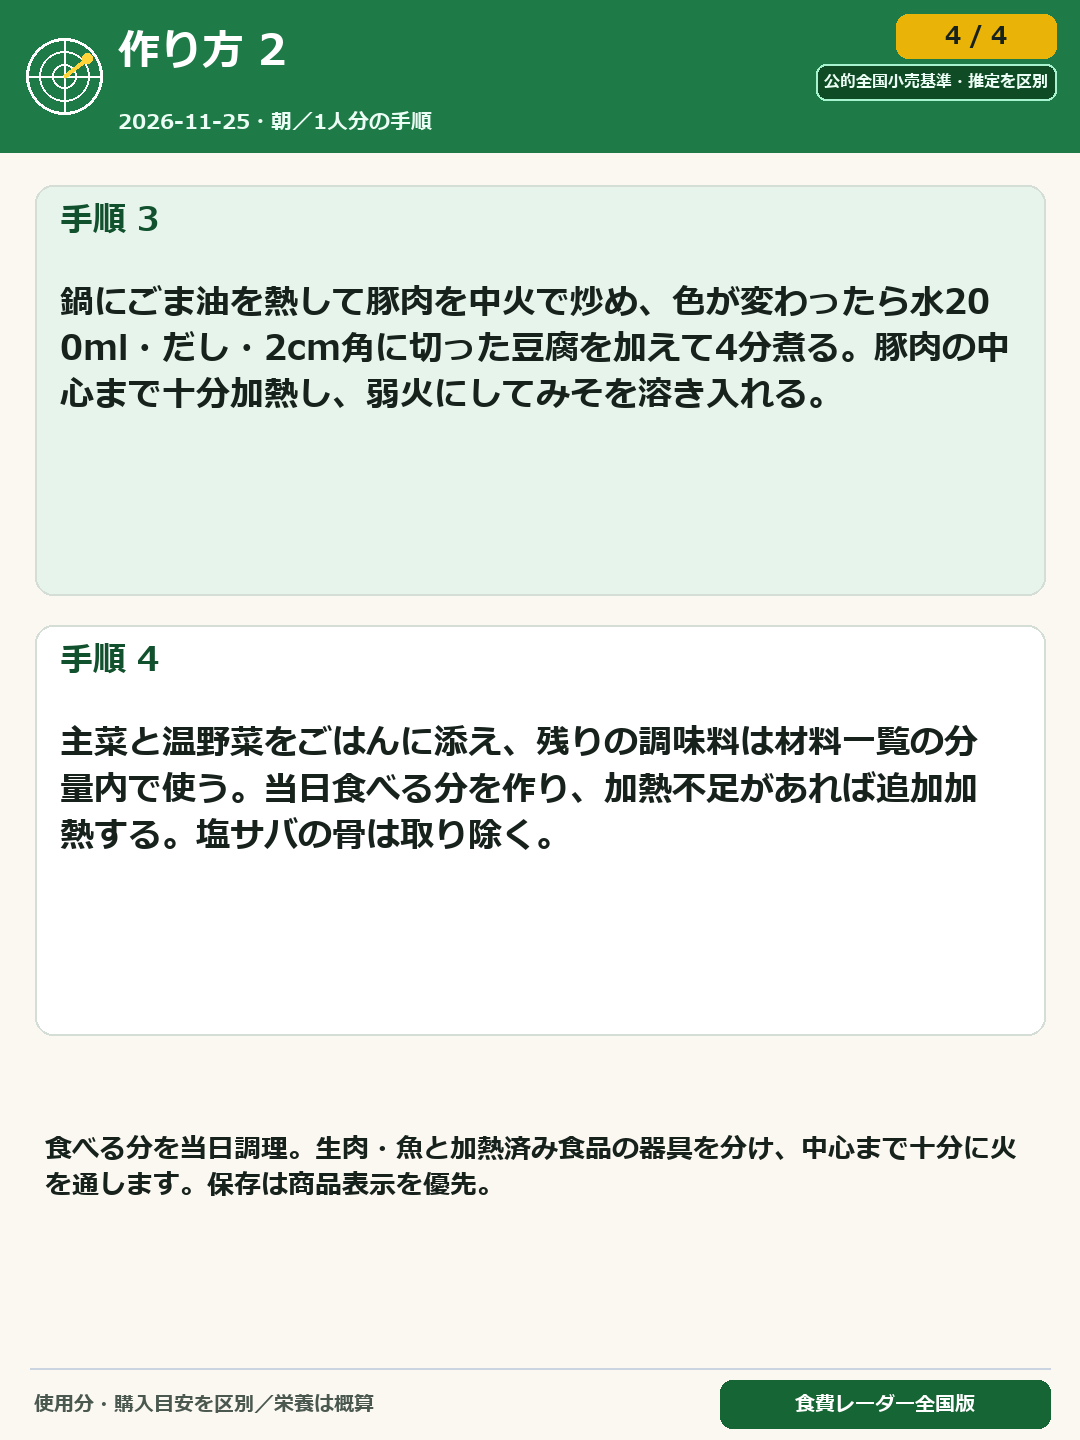 作り方 2
4 / 4
公的全国小売基準・推定を区別
2026-11-25・朝／1人分の手順
手順 3
鍋にごま油を熱して豚肉を中火で炒め、色が変わったら水20
0ml・だし・2cm角に切った豆腐を加えて4分煮る。豚肉の中
心まで十分加熱し、弱火にしてみそを溶き入れる。
手順 4
主菜と温野菜をごはんに添え、残りの調味料は材料一覧の分
量内で使う。当日食べる分を作り、加熱不足があれば追加加
熱する。塩サバの骨は取り除く。
食べる分を当日調理。生肉・魚と加熱済み食品の器具を分け、中心まで十分に火
を通します。保存は商品表示を優先。
使用分・購入目安を区別／栄養は概算
食費レーダー全国版